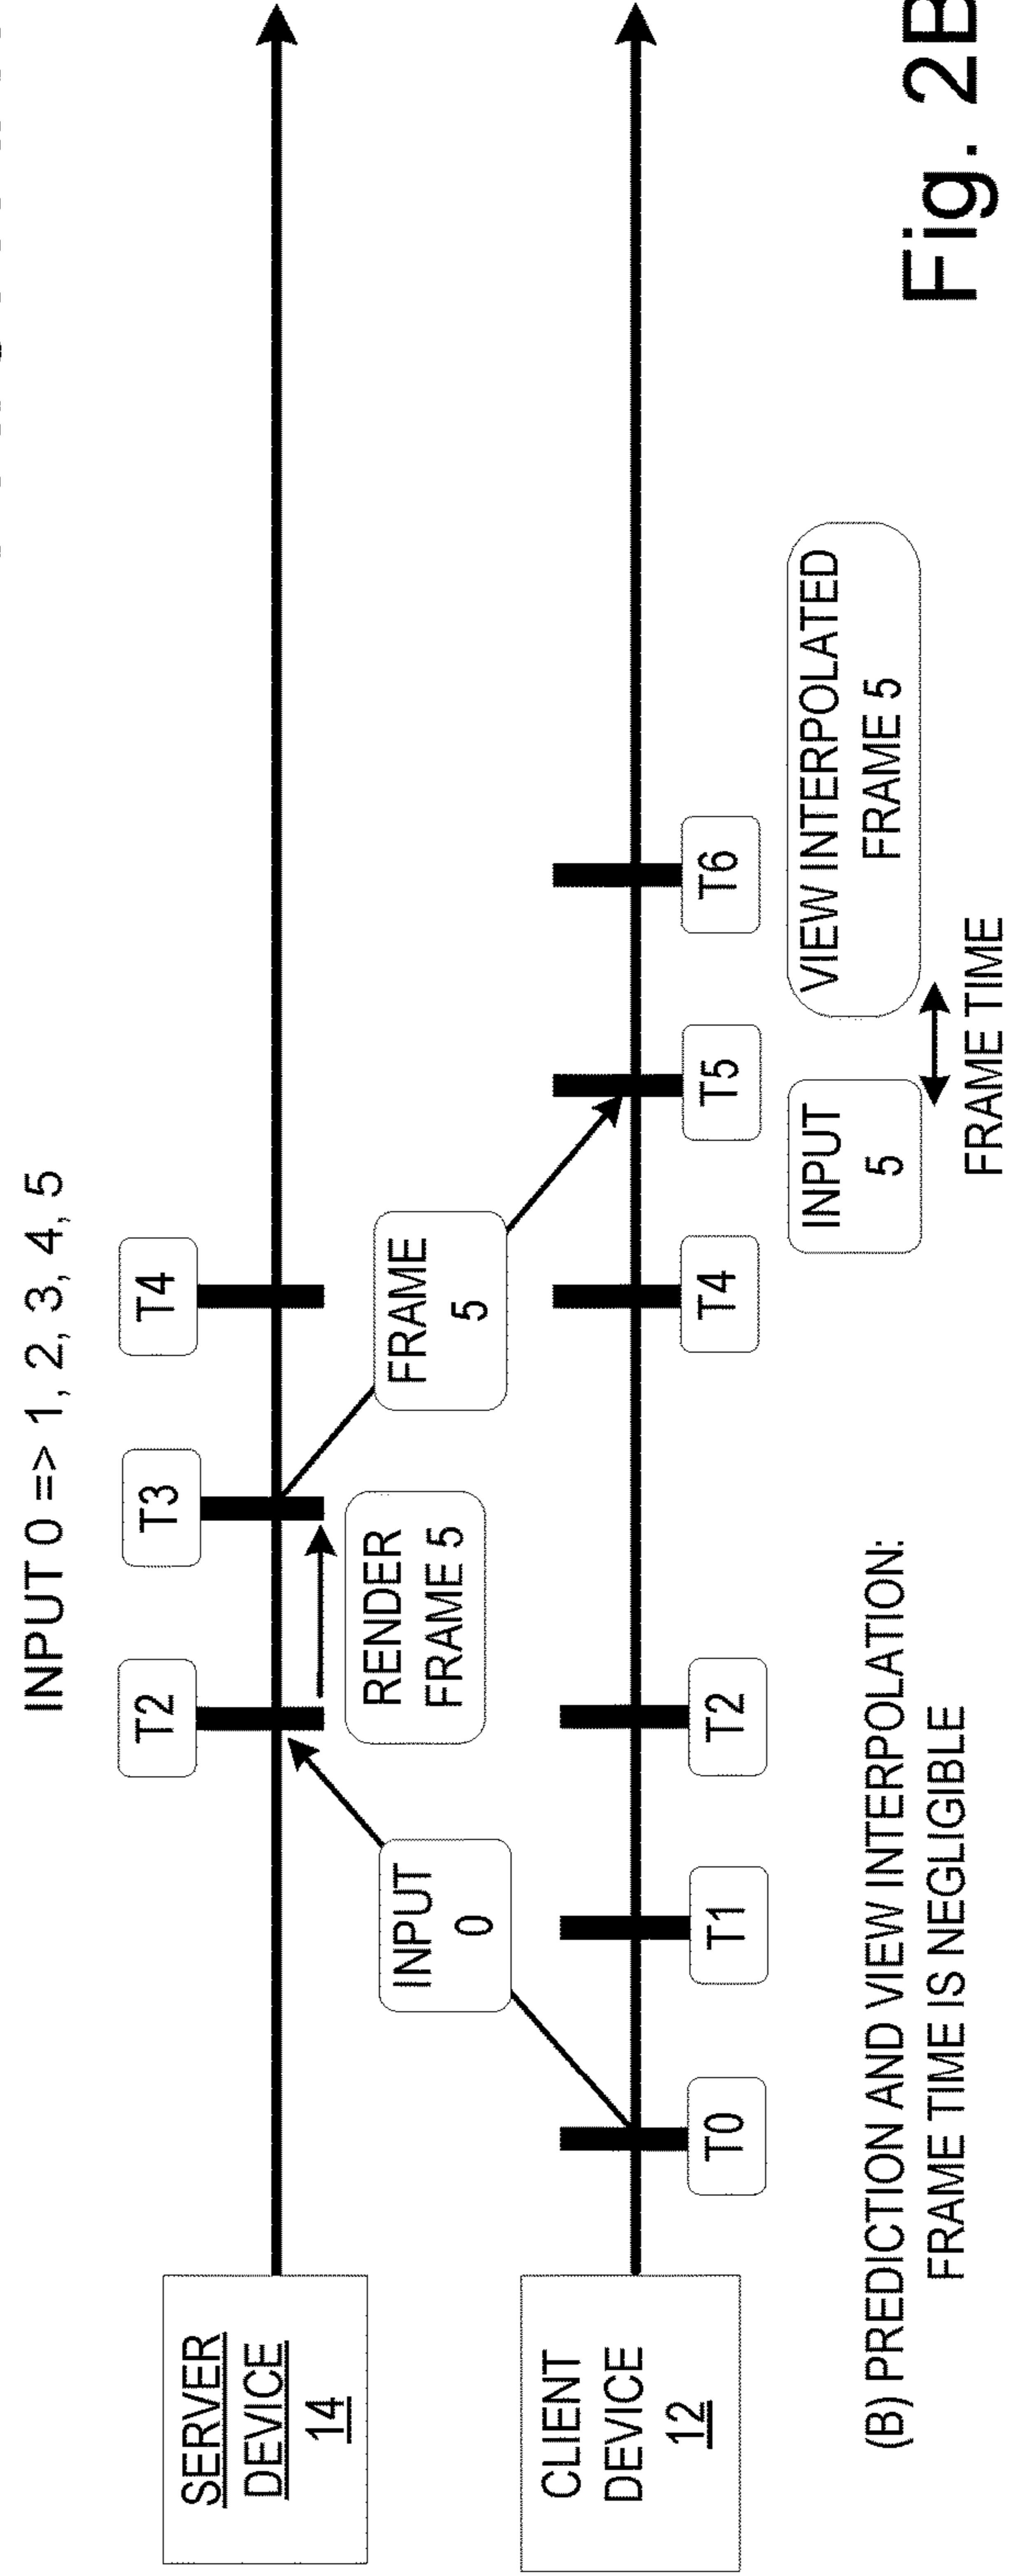 INPUT 0 => 1, 2, 3, 4, 5
T2
T3
T4
SERVER
DEVICE
14
RENDER
FRAME 5
INPUT
0
FRAME
5
CLIENT
DEVICE
12
T0
T1
T2
T4
T5
T6
INPUT
5
VIEW INTERPOLATED
FRAME 5
FRAME TIME
(B) PREDICTION AND VIEW INTERPOLATION:
FRAME TIME IS NEGLIGIBLE
Fig. 2B